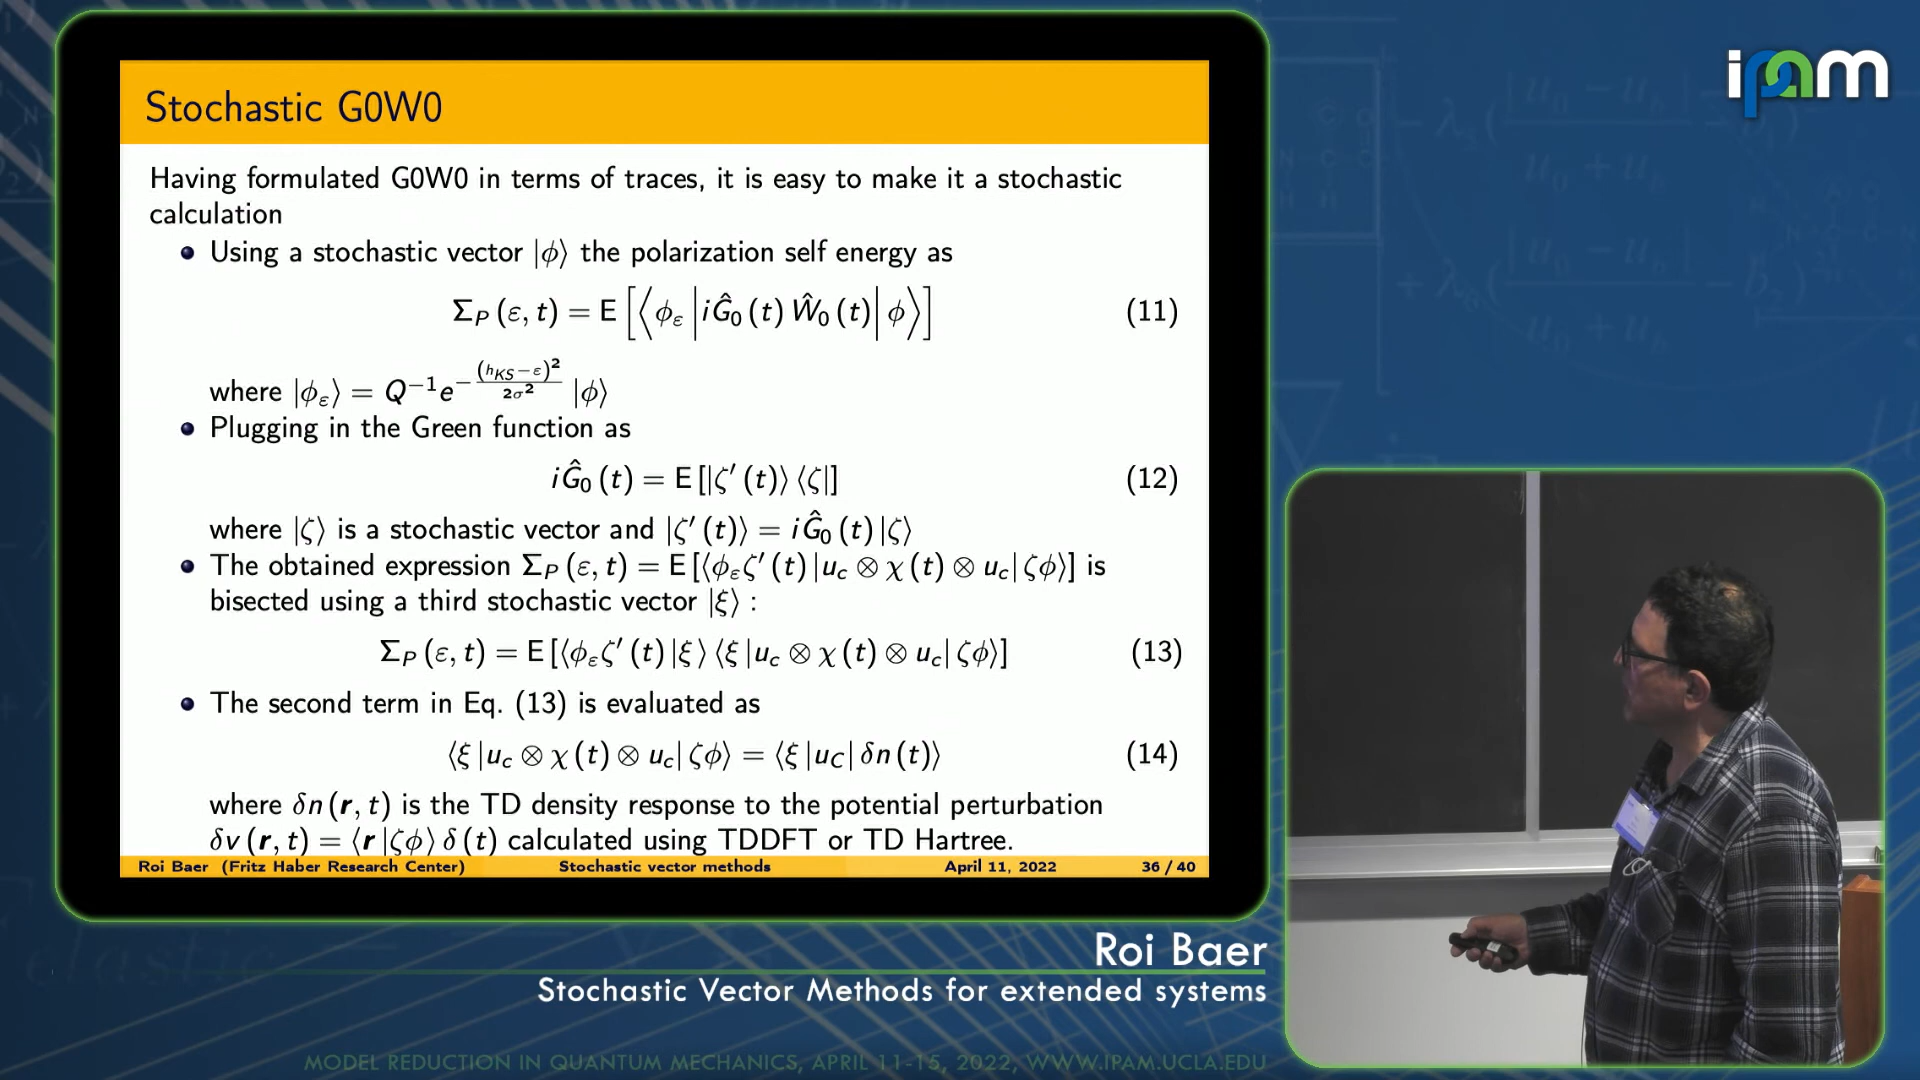 ipam
Stochastic G0W0
Having formulated G0W0 in terms of traces, it is easy to make it a stochastic
calculation
Using a stochastic vector |ϕ⟩ the polarization self energy as
Σ_P (ε, t) = E [⟨ϕ_ε |iĜ₀ (t) Ŵ₀ (t)| ϕ⟩] (11)
where |ϕ_ε⟩ = Q⁻¹e^{−(h_KS−ε)²/2σ²} |ϕ⟩
Plugging in the Green function as
iĜ₀ (t) = E [|ζ′ (t)⟩ ⟨ζ|] (12)
where |ζ⟩ is a stochastic vector and |ζ′ (t)⟩ = iĜ₀ (t) |ζ⟩
The obtained expression Σ_P (ε, t) = E [⟨ϕ_ε ζ′ (t) |u_c ⊗ χ (t) ⊗ u_c| ζϕ⟩] is
bisected using a third stochastic vector |ξ⟩ :
Σ_P (ε, t) = E [⟨ϕ_ε ζ′ (t) |ξ ⟩ ⟨ξ |u_c ⊗ χ (t) ⊗ u_c| ζϕ⟩] (13)
The second term in Eq. (13) is evaluated as
⟨ξ |u_c ⊗ χ (t) ⊗ u_c| ζϕ⟩ = ⟨ξ |u_C| δn (t)⟩ (14)
where δn (r, t) is the TD density response to the potential perturbation
δv (r, t) = ⟨r |ζϕ⟩ δ (t) calculated using TDDFT or TD Hartree.
Roi Baer (Fritz Haber Research Center) Stochastic vector methods April 11, 2022 36 / 40
Roi Baer
Stochastic Vector Methods for extended systems
MODEL REDUCTION IN QUANTUM MECHANICS, APRIL 11-15, 2022, WWW.IPAM.UCLA.EDU